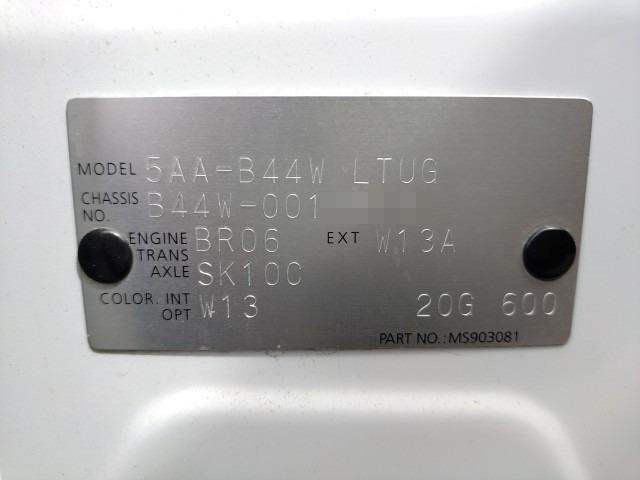 MODEL 5AA-B44W LTUG
CHASSIS NO. B44W-001
ENGINE BR06 EXT W13A
TRANS AXLE SK10C
COLOR. INT W13 20G 600
OPT
PART NO.:MS903081